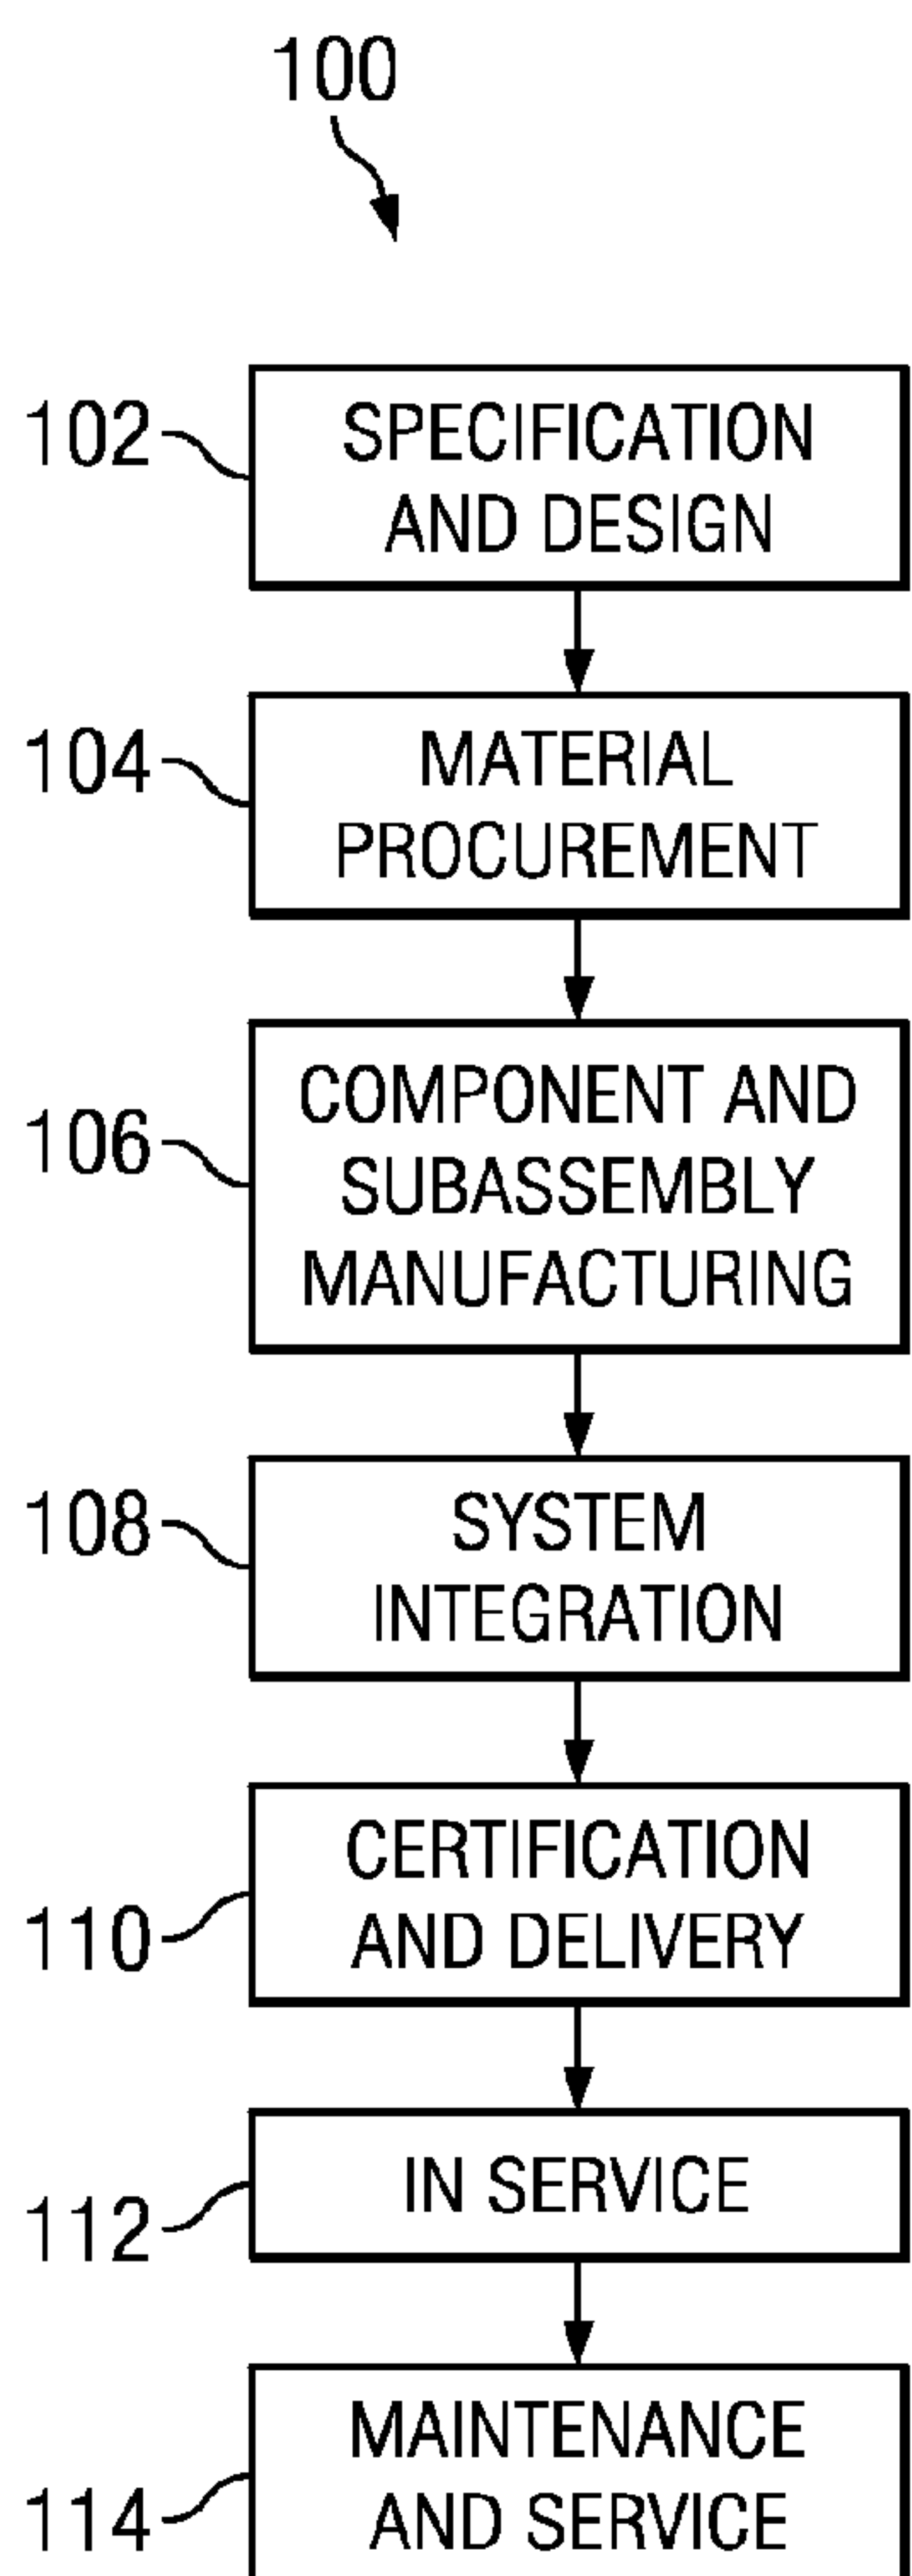 100
102
SPECIFICATION
AND DESIGN
104
MATERIAL
PROCUREMENT
106
COMPONENT AND
SUBASSEMBLY
MANUFACTURING
108
SYSTEM
INTEGRATION
110
CERTIFICATION
AND DELIVERY
112
IN SERVICE
114
MAINTENANCE
AND SERVICE